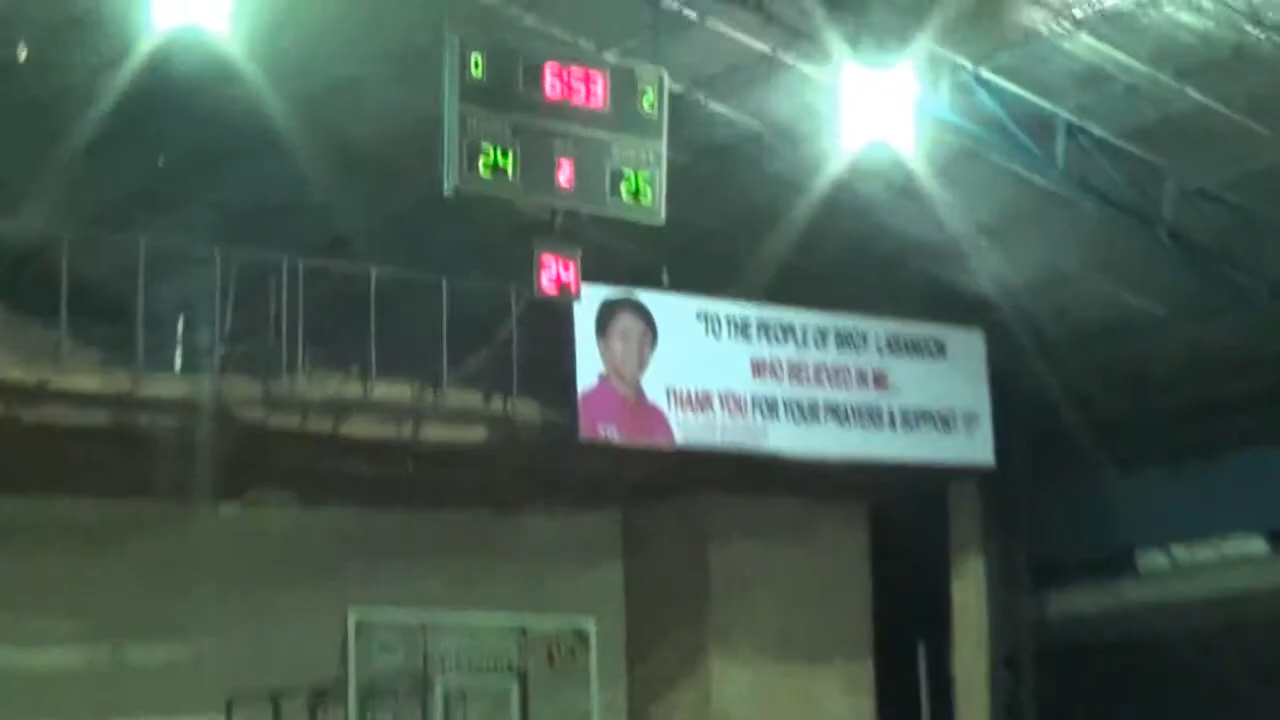 0 6:53 2
24 2 25
24
"TO THE PEOPLE OF BRGY.
WHO BELIEVED IN ME...
THANK YOU FOR YOUR PRAYERS & SUPPORT !!"